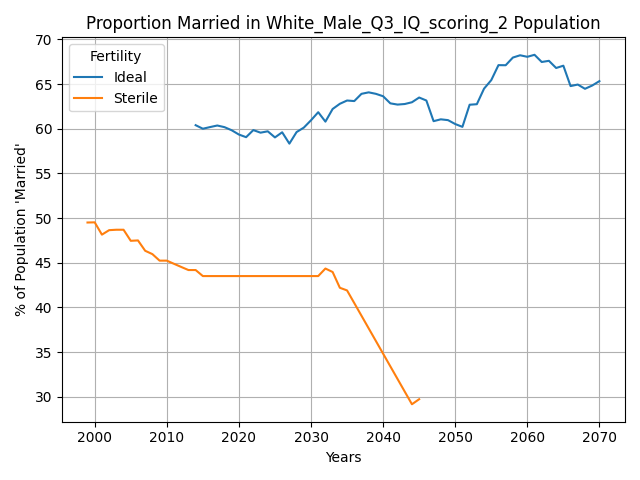 Proportion Married in White_Male_Q3_IQ_scoring_2 Population
Fertility
Ideal
Sterile
% of Population 'Married'
70
65
60
55
50
45
40
35
30
2000 2010 2020 2030 2040 2050 2060 2070
Years